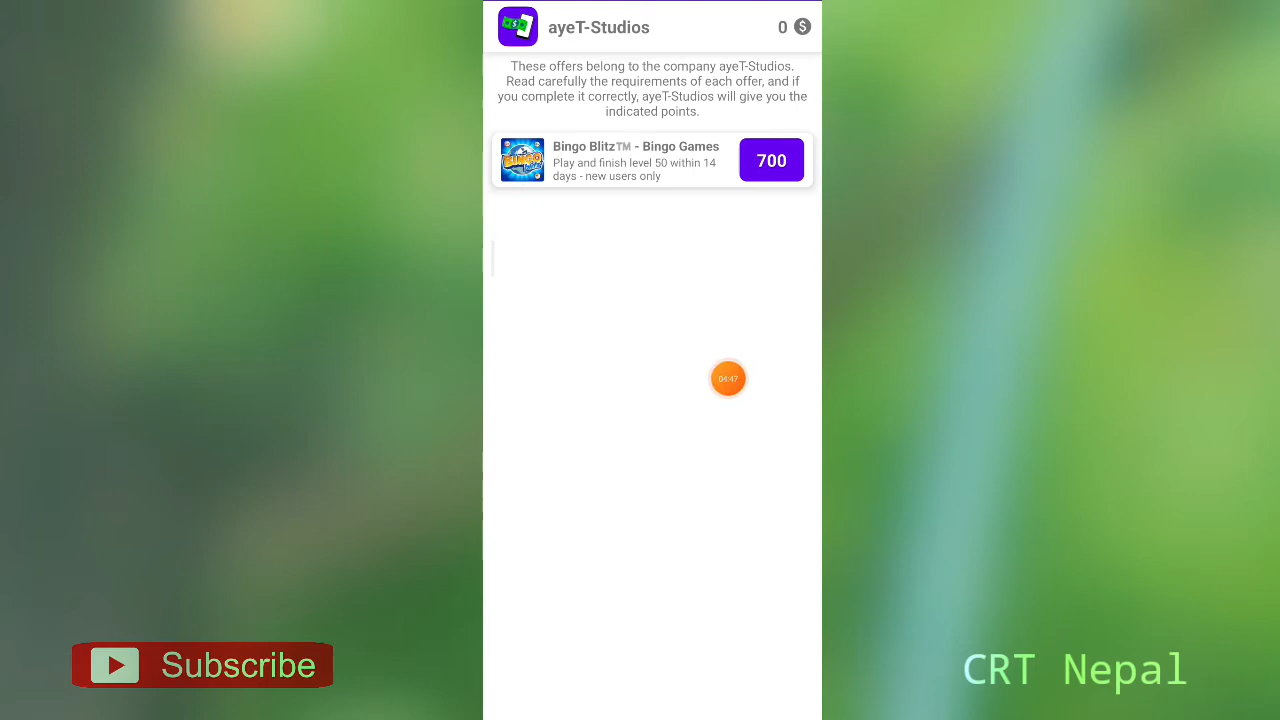 ayeT-Studios
0 $
These offers belong to the company ayeT-Studios.
Read carefully the requirements of each offer, and if
you complete it correctly, ayeT-Studios will give you the
indicated points.
Bingo Blitz™️ - Bingo Games
Play and finish level 50 within 14
days - new users only
700
BINGO
04:47
Subscribe
CRT Nepal